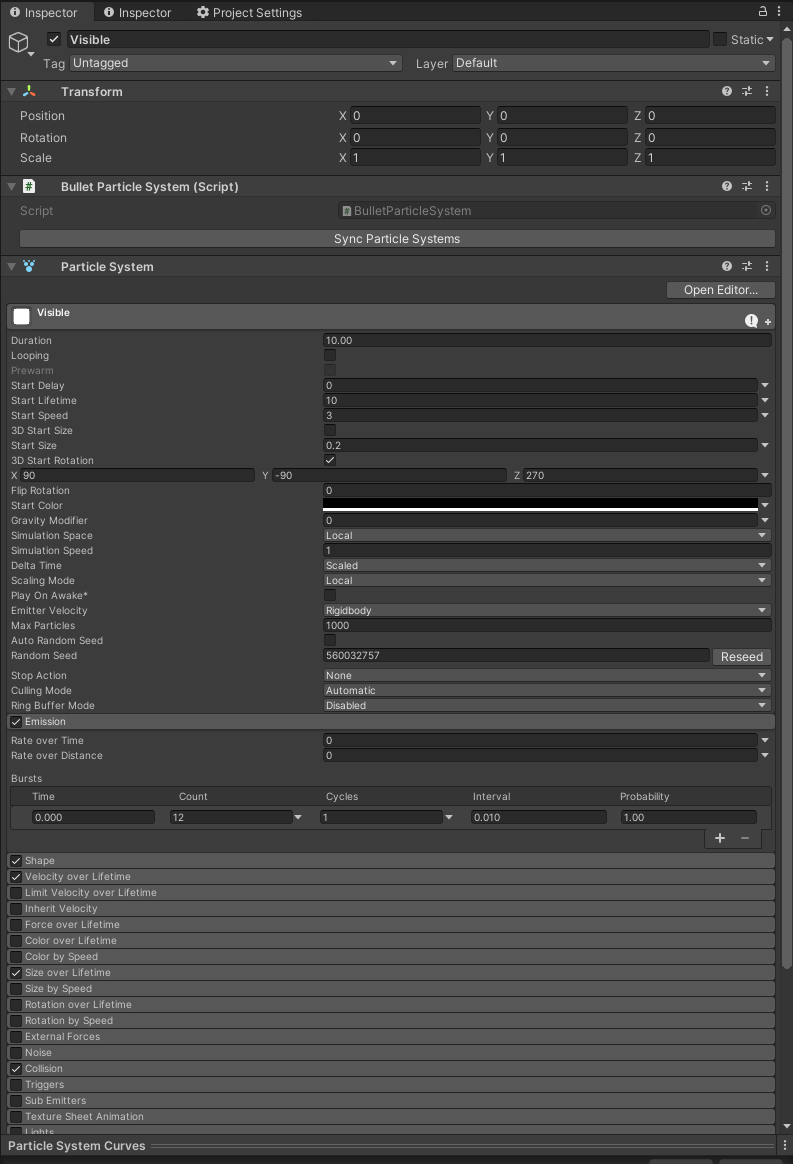 Inspector Inspector Project Settings
Visible Static
Tag Untagged Layer Default
Transform
Position X 0 Y 0 Z 0
Rotation X 0 Y 0 Z 0
Scale X 1 Y 1 Z 1
Bullet Particle System (Script)
Script BulletParticleSystem
Sync Particle Systems
Particle System
Open Editor...
Visible
Duration 10.00
Looping
Prewarm
Start Delay 0
Start Lifetime 10
Start Speed 3
3D Start Size
Start Size 0.2
3D Start Rotation
X 90 Y -90 Z 270
Flip Rotation 0
Start Color
Gravity Modifier 0
Simulation Space Local
Simulation Speed 1
Delta Time Scaled
Scaling Mode Local
Play On Awake*
Emitter Velocity Rigidbody
Max Particles 1000
Auto Random Seed
Random Seed 560032757 Reseed
Stop Action None
Culling Mode Automatic
Ring Buffer Mode Disabled
Emission
Rate over Time 0
Rate over Distance 0
Bursts
Time Count Cycles Interval Probability
0.000 12 1 0.010 1.00
Shape
Velocity over Lifetime
Limit Velocity over Lifetime
Inherit Velocity
Force over Lifetime
Color over Lifetime
Color by Speed
Size over Lifetime
Size by Speed
Rotation over Lifetime
Rotation by Speed
External Forces
Noise
Collision
Triggers
Sub Emitters
Texture Sheet Animation
Lights
Particle System Curves